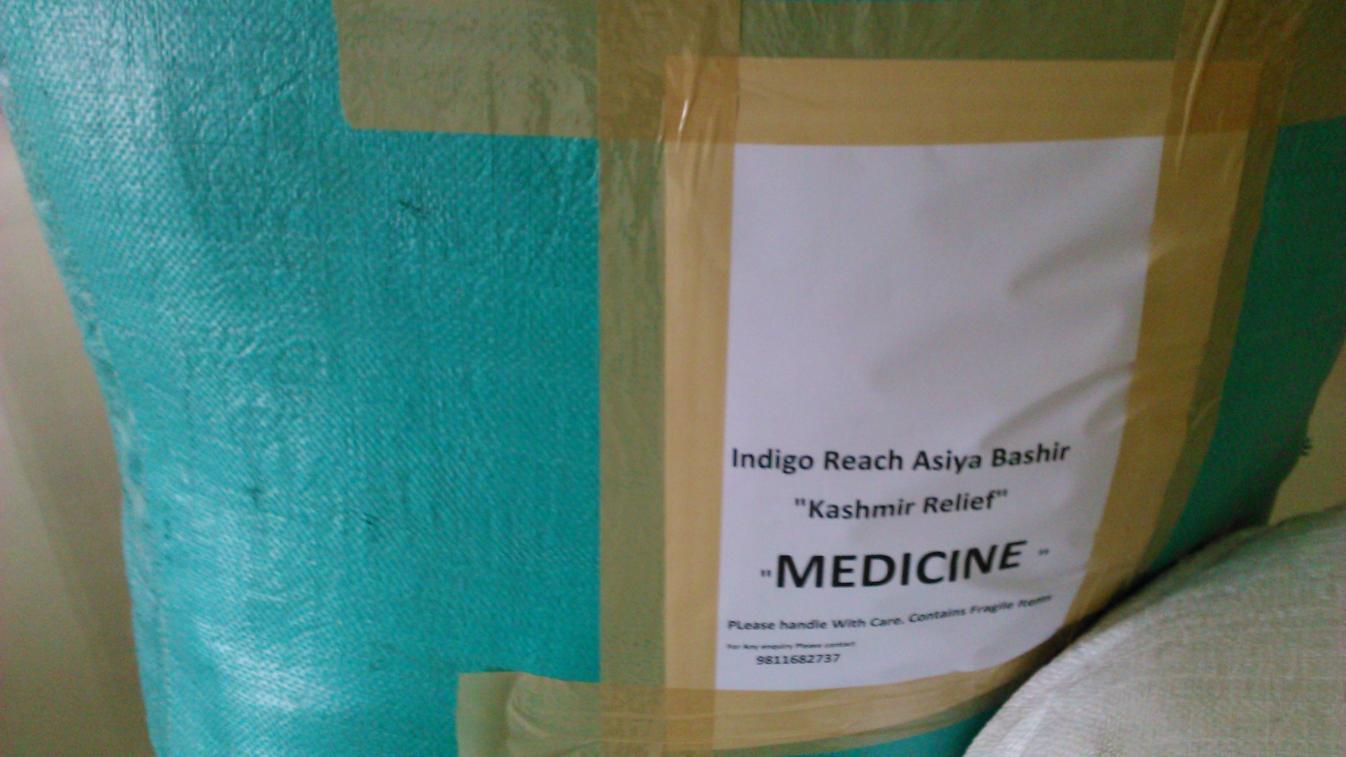 Indigo Reach Asiya Bashir
"Kashmir Relief"
"MEDICINE "
PLease handle With Care. Contains Fragile Items
For Any enquiry Please contact
9811682737